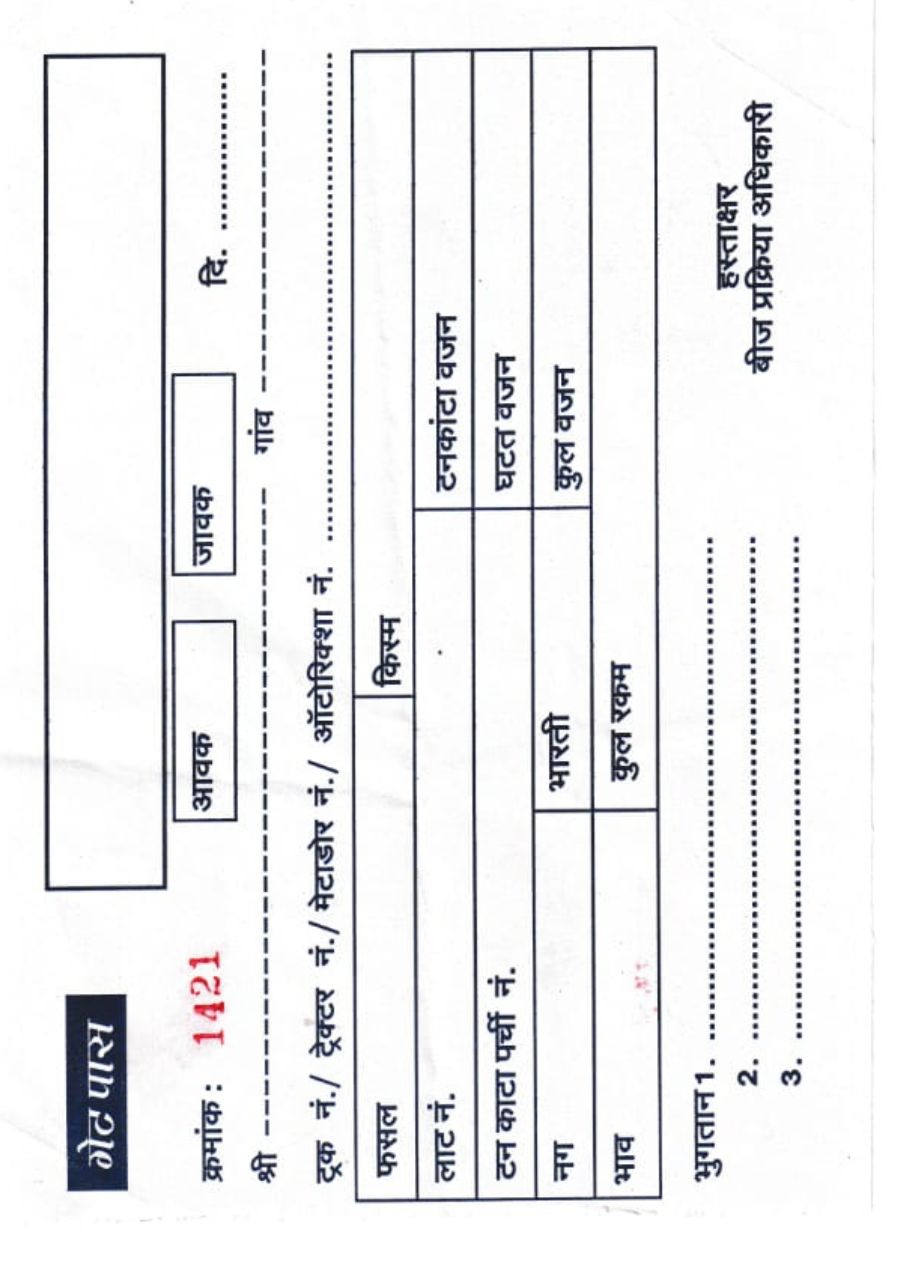 गेट पास
क्रमांक : 1421 आवक जावक दि. ................
श्री --------------------------------- गांव -----------------
ट्रक नं./ ट्रेक्टर नं./ मेटाडोर नं./ ऑटोरिक्शा नं. ..................................................
फसल किस्म
लाट नं. टनकांटा वजन
टन काटा पर्ची नं. घटत वजन
नग भारती कुल वजन
भाव कुल रकम
भुगतान 1. ..................................................
2. ..................................................
3. ..................................................
हस्ताक्षर
बीज प्रक्रिया अधिकारी